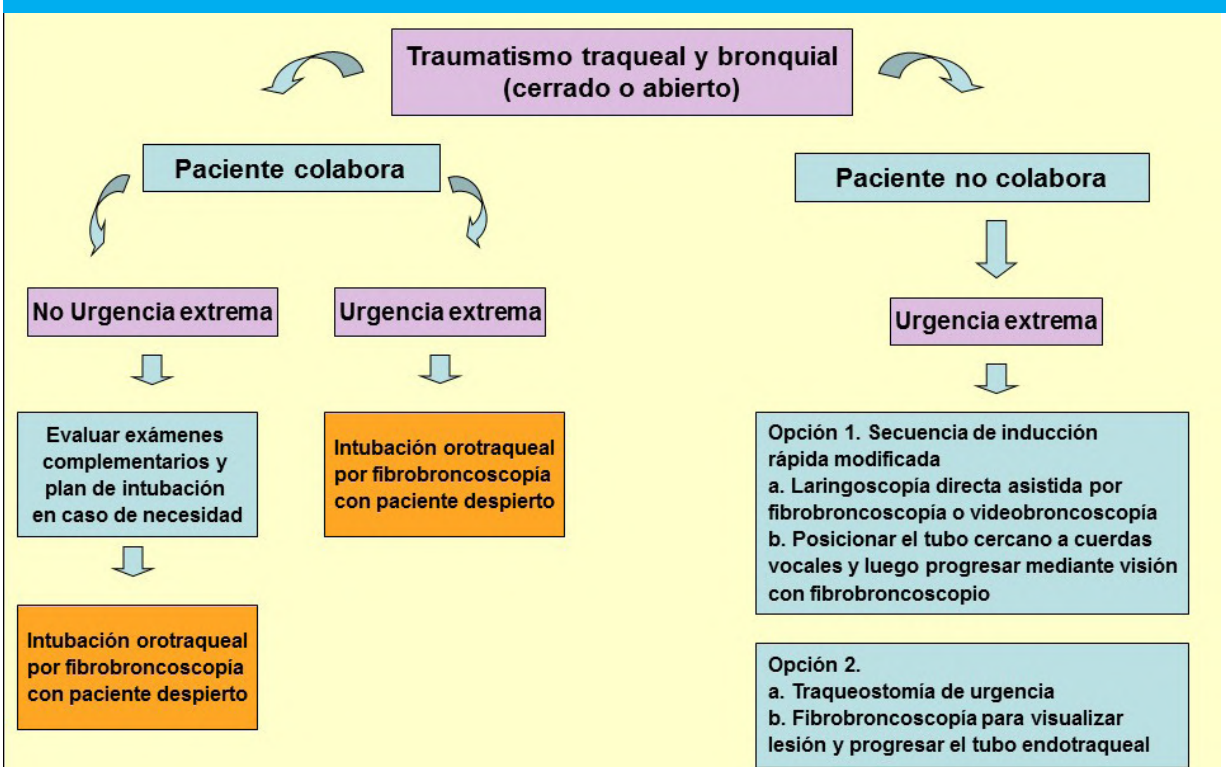 Traumatismo traqueal y bronquial
(cerrado o abierto)
Paciente colabora
Paciente no colabora
No Urgencia extrema
Urgencia extrema
Urgencia extrema
Evaluar exámenes
complementarios y
plan de intubación
en caso de necesidad
Intubación orotraqueal
por fibrobroncoscopía
con paciente despierto
Intubación orotraqueal
por fibrobroncoscopía
con paciente despierto
Opción 1. Secuencia de inducción
rápida modificada
a. Laringoscopía directa asistida por
fibrobroncoscopía o videobroncoscopía
b. Posicionar el tubo cercano a cuerdas
vocales y luego progresar mediante visión
con fibrobroncoscopio
Opción 2.
a. Traqueostomía de urgencia
b. Fibrobroncoscopía para visualizar
lesión y progresar el tubo endotraqueal